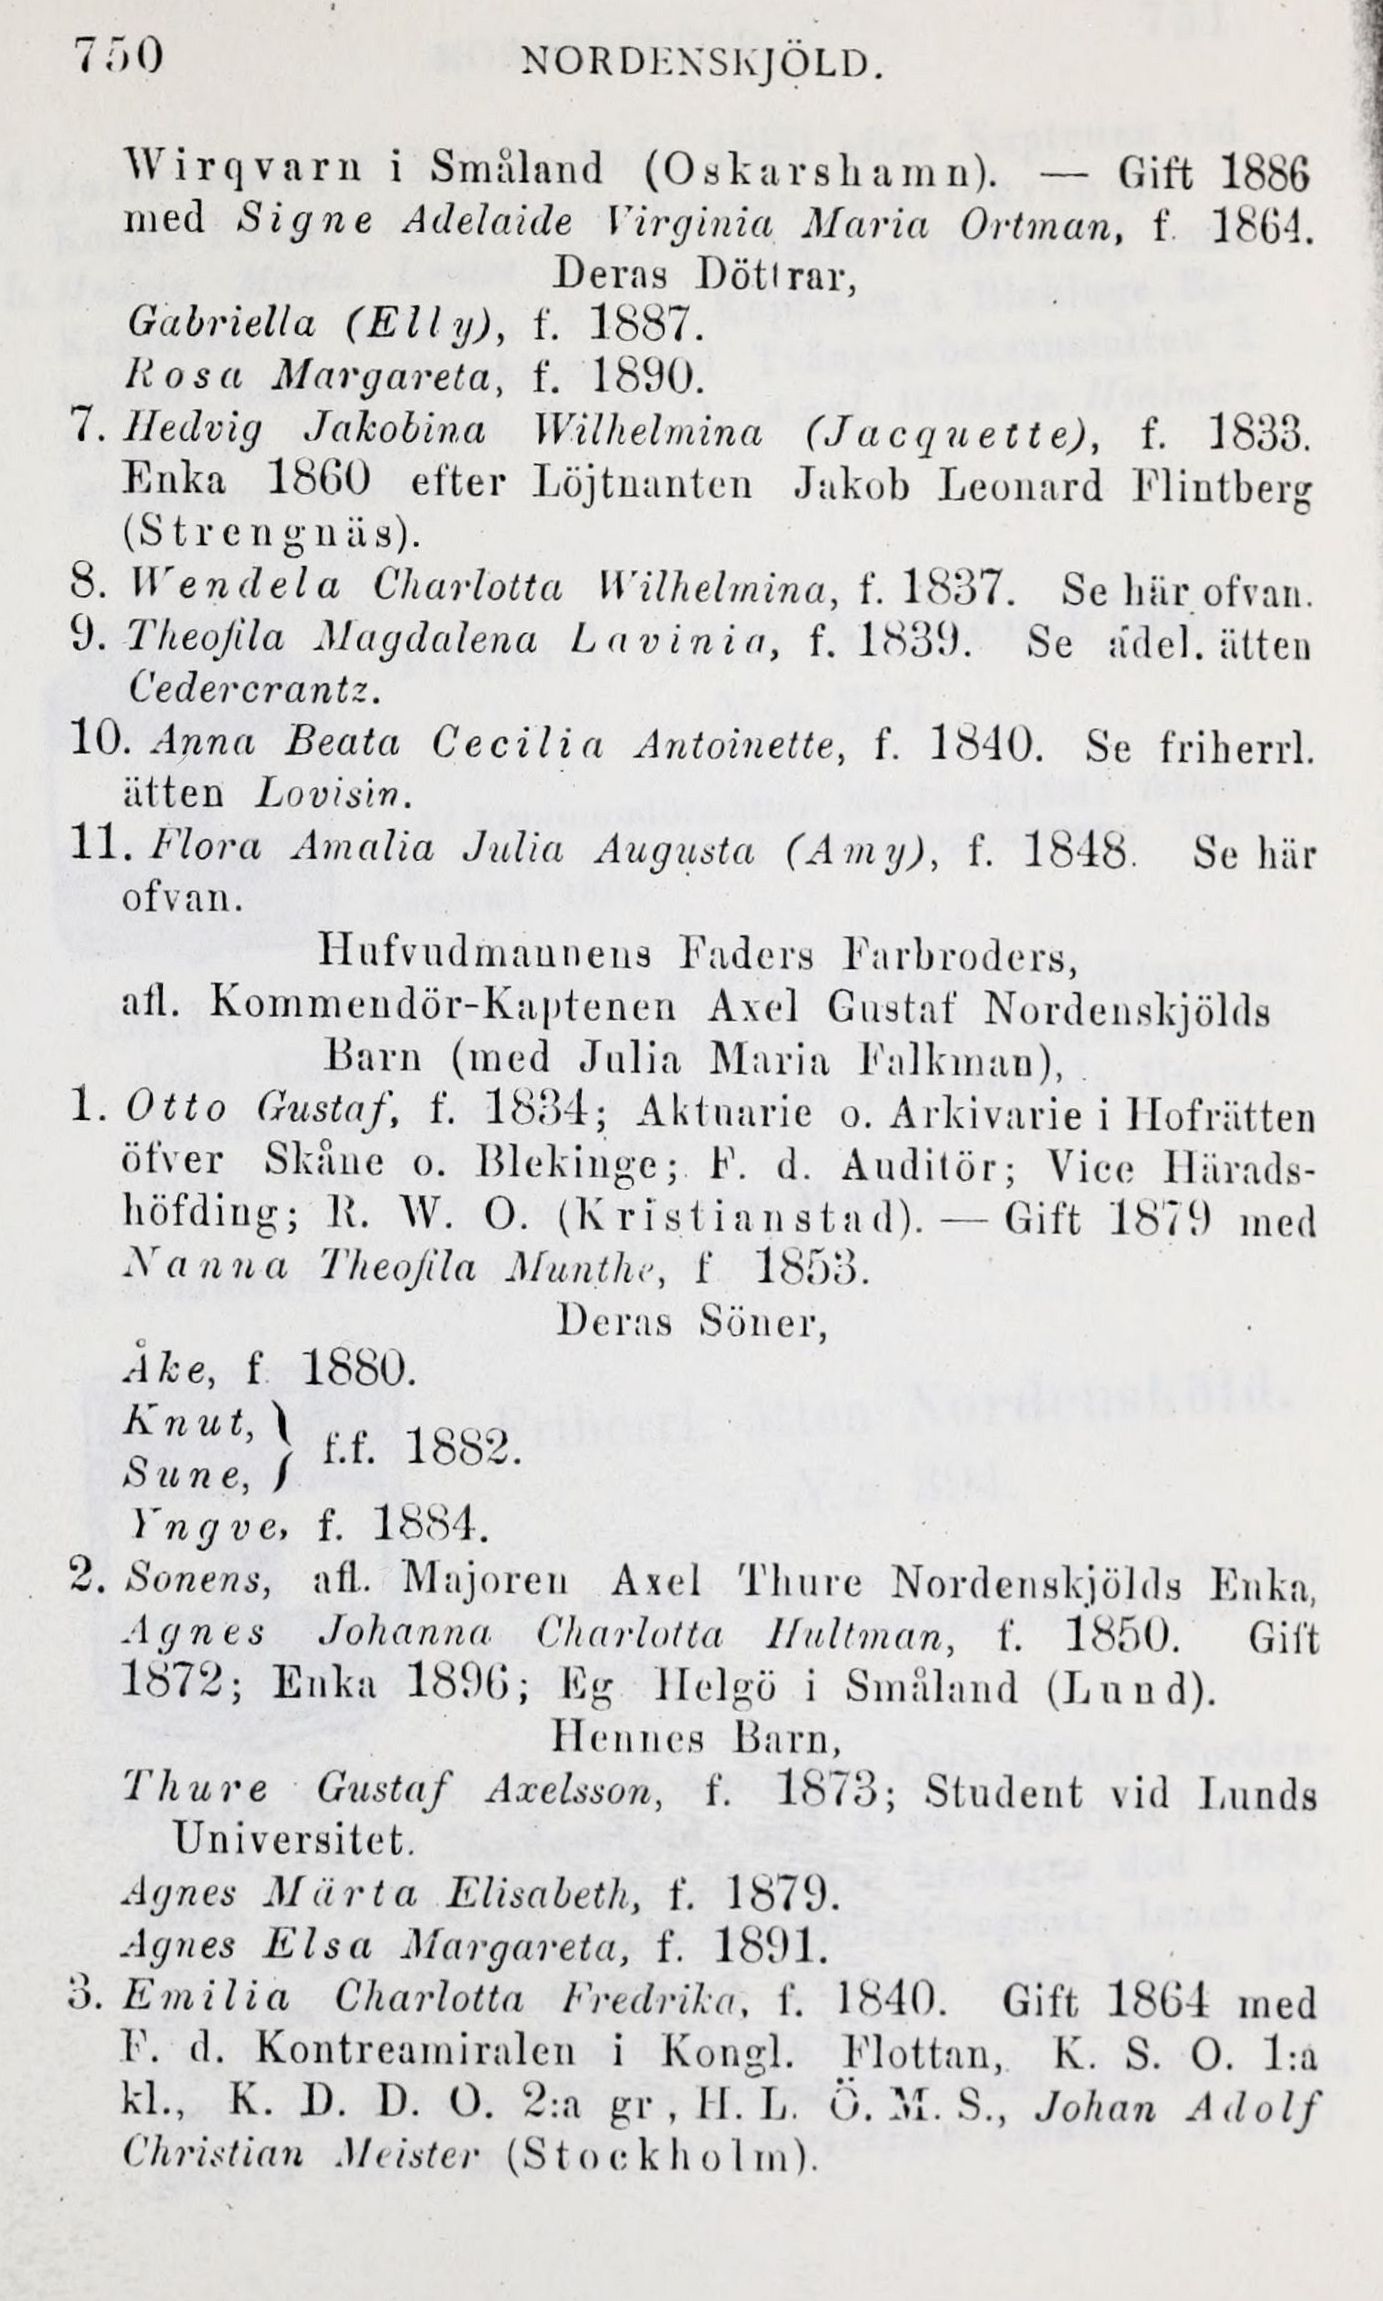 750 NORDENSKJÖLD.
Wirqvarn i Småland (Oskarshamn). — Gift 1886
med Signe Adelaide Virginia Maria Ortman, f. 1864.
Deras Döttrar,
Gabriella (Elly), f. 1887.
Rosa Margareta, f. 1890.
7. Hedvig Jakobina Wilhelmina (Jacquette), f. 1833.
Enka 1860 efter Löjtnanten Jakob Leonard Flintberg
(Strengnäs).
8. Wendela Charlotta Wilhelmina, f. 1837. Se här ofvan.
9. Theofila Magdalena Lavinia, f. 1839. Se adel. ätten
Cedercrantz.
10. Anna Beata Cecilia Antoinette, f. 1840. Se friherrl.
ätten Lovisin.
11. Flora Amalia Julia Augusta (Amy), f. 1848. Se här
ofvan.
Hufvudmannens Faders Farbroders,
afl. Kommendör-Kaptenen Axel Gustaf Nordenskjölds
Barn (med Julia Maria Falkman),
1. Otto Gustaf, f. 1834; Aktuarie o. Arkivarie i Hofrätten
öfver Skåne o. Blekinge; F. d. Auditör; Vice Härads-
höfding; R. W. O. (Kristianstad). — Gift 1879 med
Nanna Theofila Munthe, f 1853.
Deras Söner,
Åke, f. 1880.
Knut, }
Sune, } f.f. 1882.
Yngve, f. 1884.
2. Sonens, afl. Majoren Axel Thure Nordenskjölds Enka,
Agnes Johanna Charlotta Hultman, f. 1850. Gift
1872; Enka 1896; Eg. Helgö i Småland (Lund).
Hennes Barn,
Thure Gustaf Axelsson, f. 1873; Student vid Lunds
Universitet.
Agnes Märta Elisabeth, f. 1879.
Agnes Elsa Margareta, f. 1891.
3. Emilia Charlotta Fredrika, f. 1840. Gift 1864 med
F. d. Kontreamiralen i Kongl. Flottan, K. S. O. 1:a
kl., K. D. D. O. 2:a gr, H. L. Ö. M. S., Johan Adolf
Christian Meister (Stockholm).